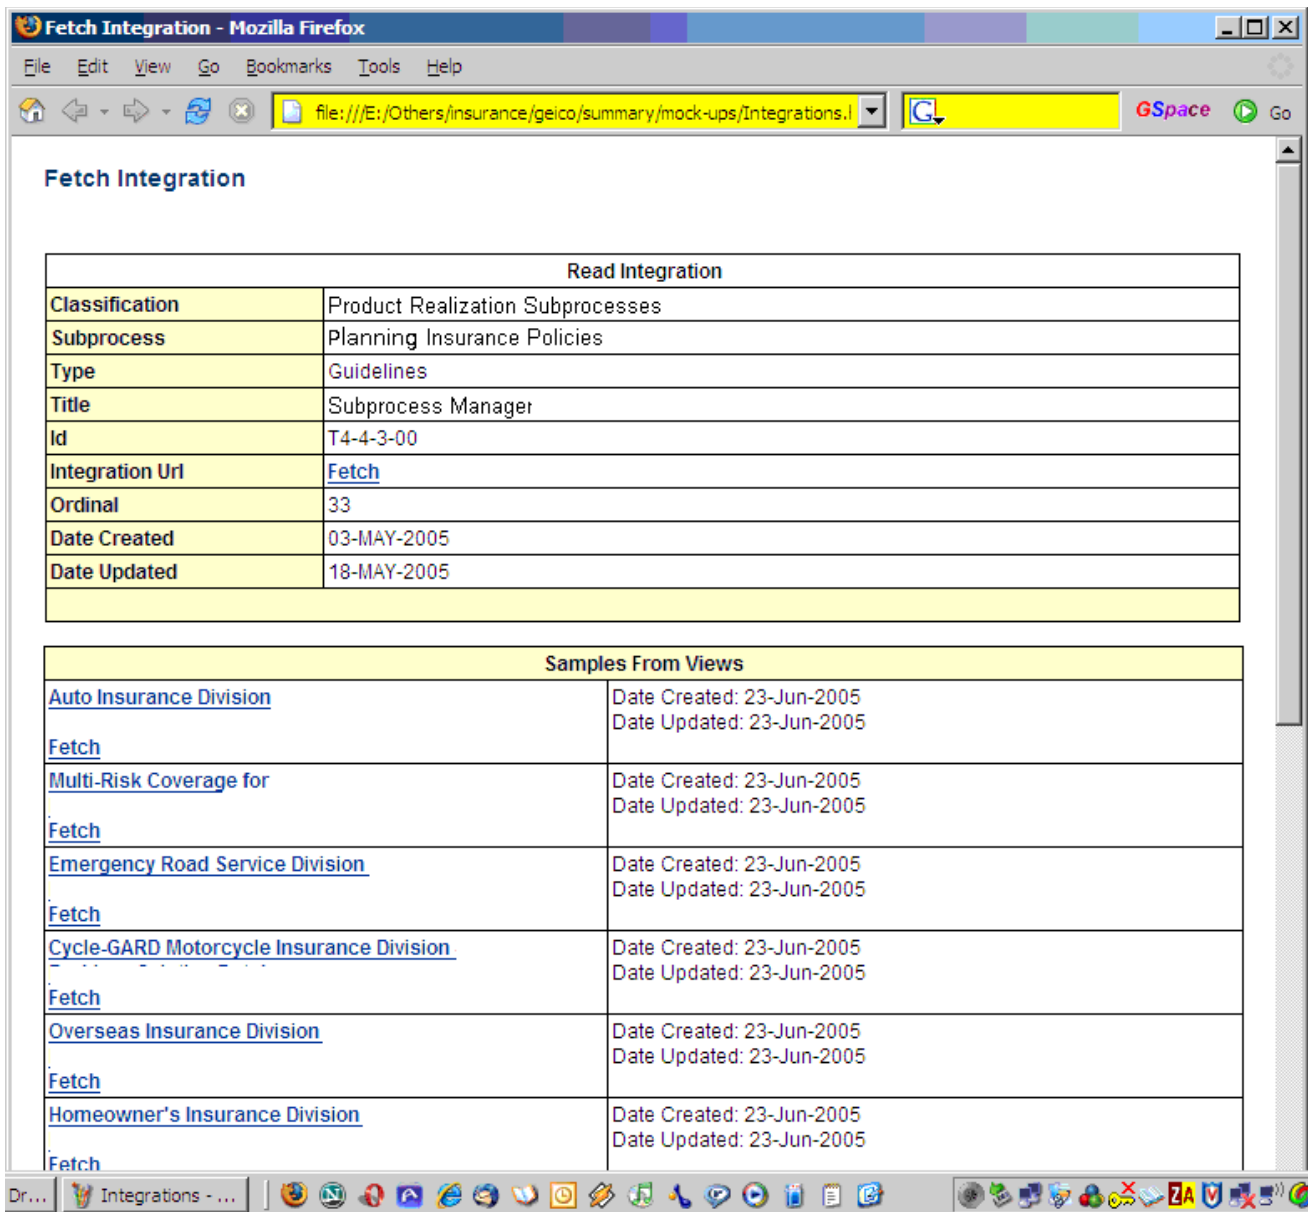 Fetch Integration - Mozilla Firefox
File Edit View Go Bookmarks Tools Help
file:///E:/Others/insurance/geico/summary/mock-ups/Integrations.
G GSpace Go
Fetch Integration
Read Integration
Classification Product Realization Subprocesses
Subprocess Planning Insurance Policies
Type Guidelines
Title Subprocess Manager
Id T4-4-3-00
Integration Url Fetch
Ordinal 33
Date Created 03-MAY-2005
Date Updated 18-MAY-2005
Samples From Views
Auto Insurance Division Date Created: 23-Jun-2005
Date Updated: 23-Jun-2005
Fetch
Multi-Risk Coverage for Date Created: 23-Jun-2005
Date Updated: 23-Jun-2005
Fetch
Emergency Road Service Division Date Created: 23-Jun-2005
Date Updated: 23-Jun-2005
Fetch
Cycle-GARD Motorcycle Insurance Division Date Created: 23-Jun-2005
Date Updated: 23-Jun-2005
Fetch
Overseas Insurance Division Date Created: 23-Jun-2005
Date Updated: 23-Jun-2005
Fetch
Homeowner's Insurance Division Date Created: 23-Jun-2005
Date Updated: 23-Jun-2005
Fetch
Dr... Integrations - ... ZA